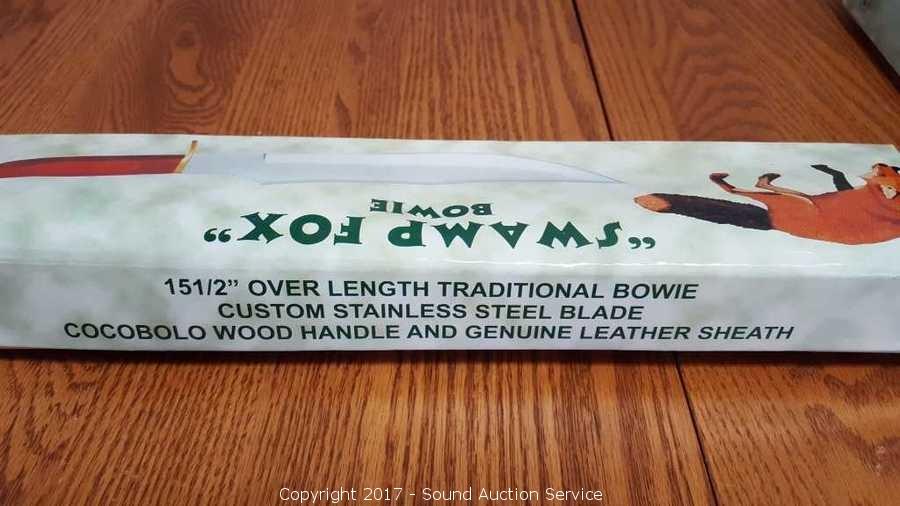 "SWAMP FOX"
BOWIE
151/2" OVER LENGTH TRADITIONAL BOWIE
CUSTOM STAINLESS STEEL BLADE
COCOBOLO WOOD HANDLE AND GENUINE LEATHER SHEATH
Copyright 2017 - Sound Auction Service